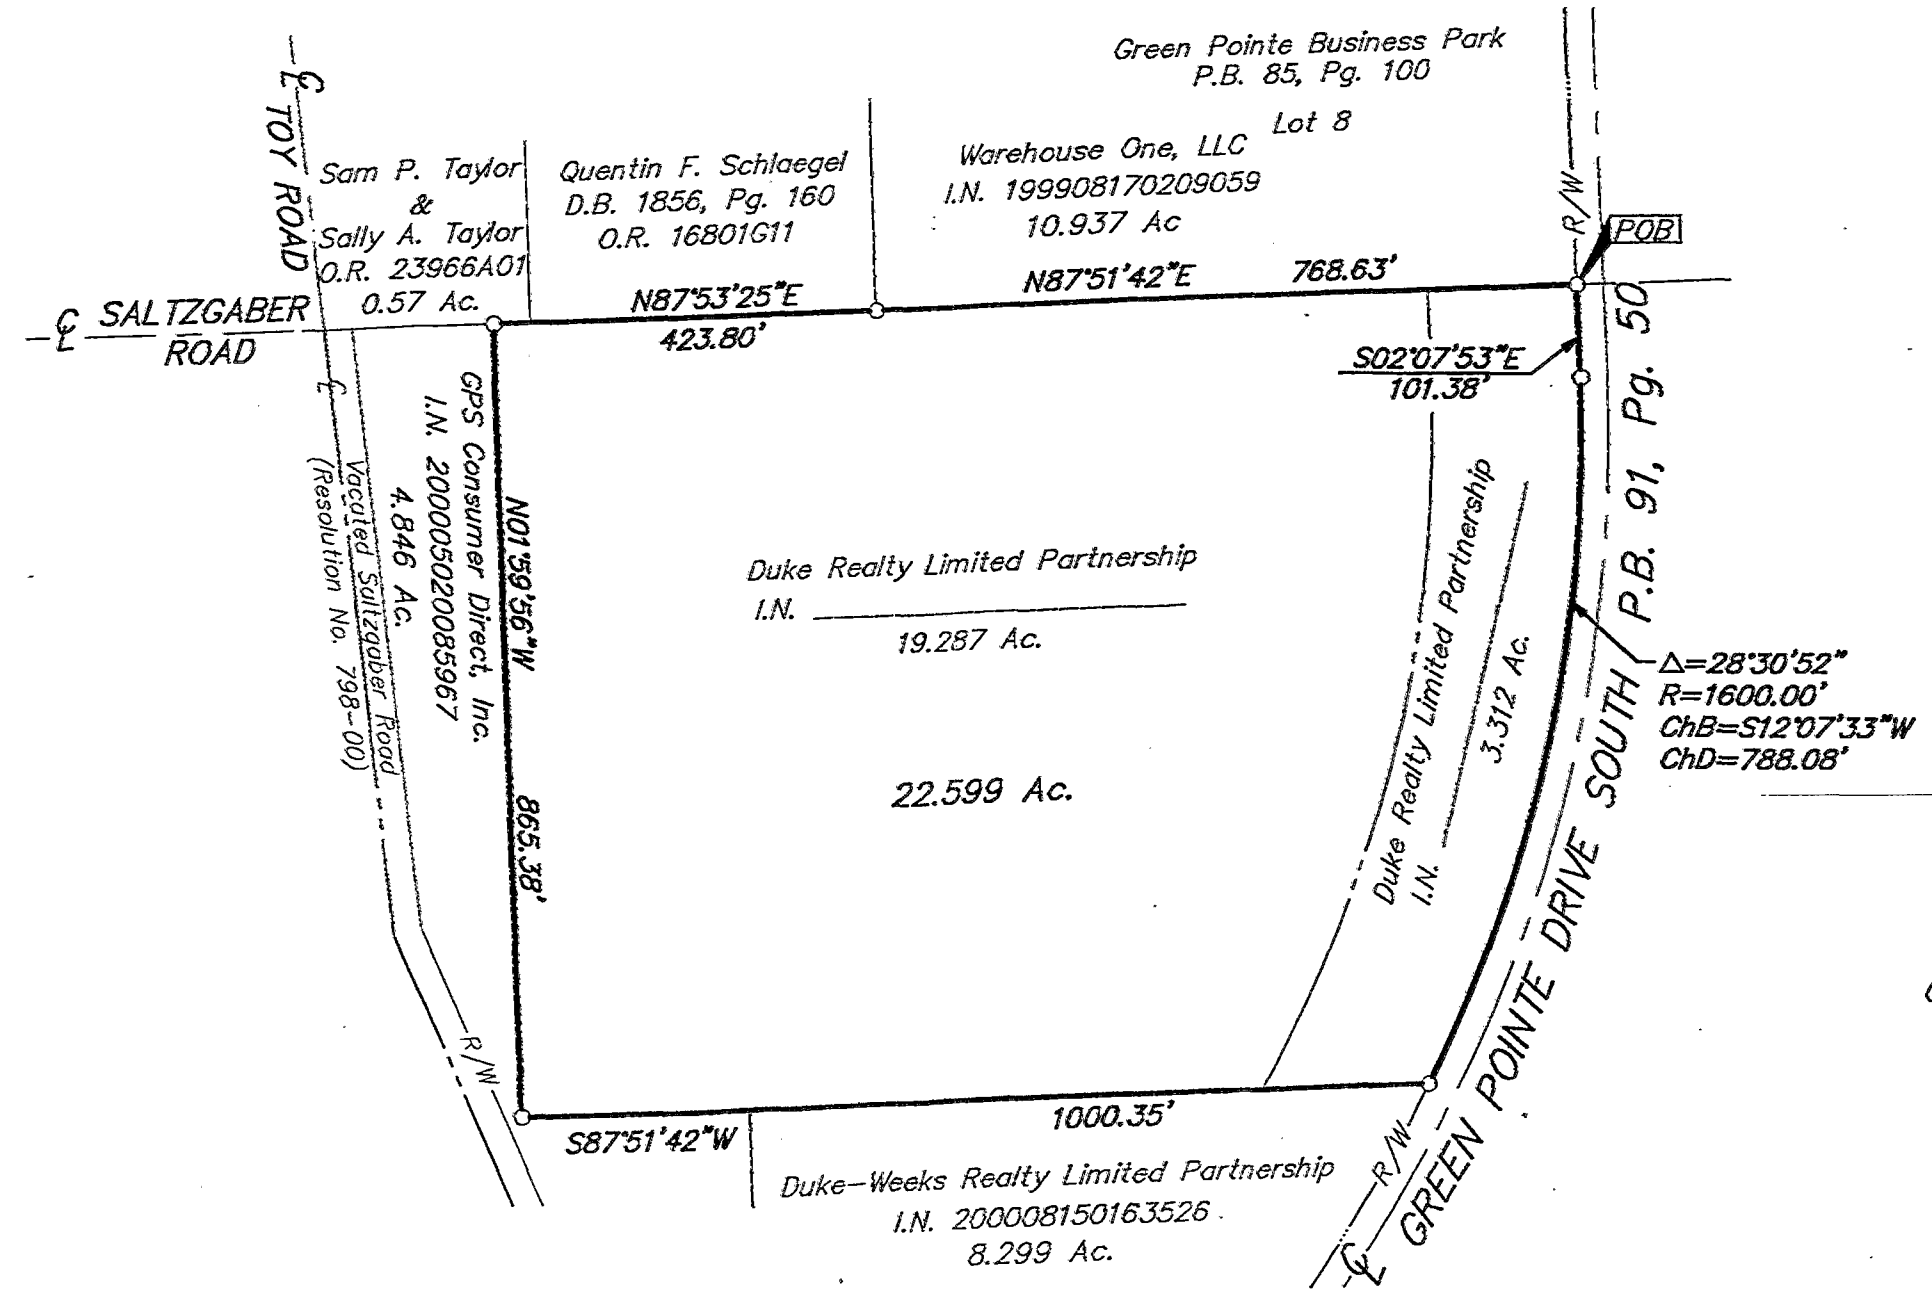 Green Pointe Business Park
P.B. 85, Pg. 100
Lot 8
Warehouse One, LLC
I.N. 199908170209059
10.937 Ac
Quentin F. Schlaegel
D.B. 1856, Pg. 160
O.R. 16801G11
Sam P. Taylor
&
Sally A. Taylor
O.R. 23966A01
0.57 Ac.
℄ TOY ROAD
R/W
POB
℄ SALTZGABER
ROAD
N87°53'25"E
423.80'
N87°51'42"E 768.63'
S02°07'53"E
101.38'
℄
Vacated Saltzgaber Road
(Resolution No. 798-00)
GPS Consumer Direct, Inc.
I.N. 200005020085967
4.846 Ac.
N01°59'56"W 865.38'
Duke Realty Limited Partnership
I.N.
19.287 Ac.
22.599 Ac.
Duke Realty Limited Partnership
I.N.
3.312 Ac.
Δ=28°30'52"
R=1600.00'
ChB=S12°07'33"W
ChD=788.08'
℄ GREEN POINTE DRIVE SOUTH / P.B. 91, Pg. 50
R/W
S87°51'42"W
1000.35'
R/W
Duke-Weeks Realty Limited Partnership
I.N. 200008150163526
8.299 Ac.